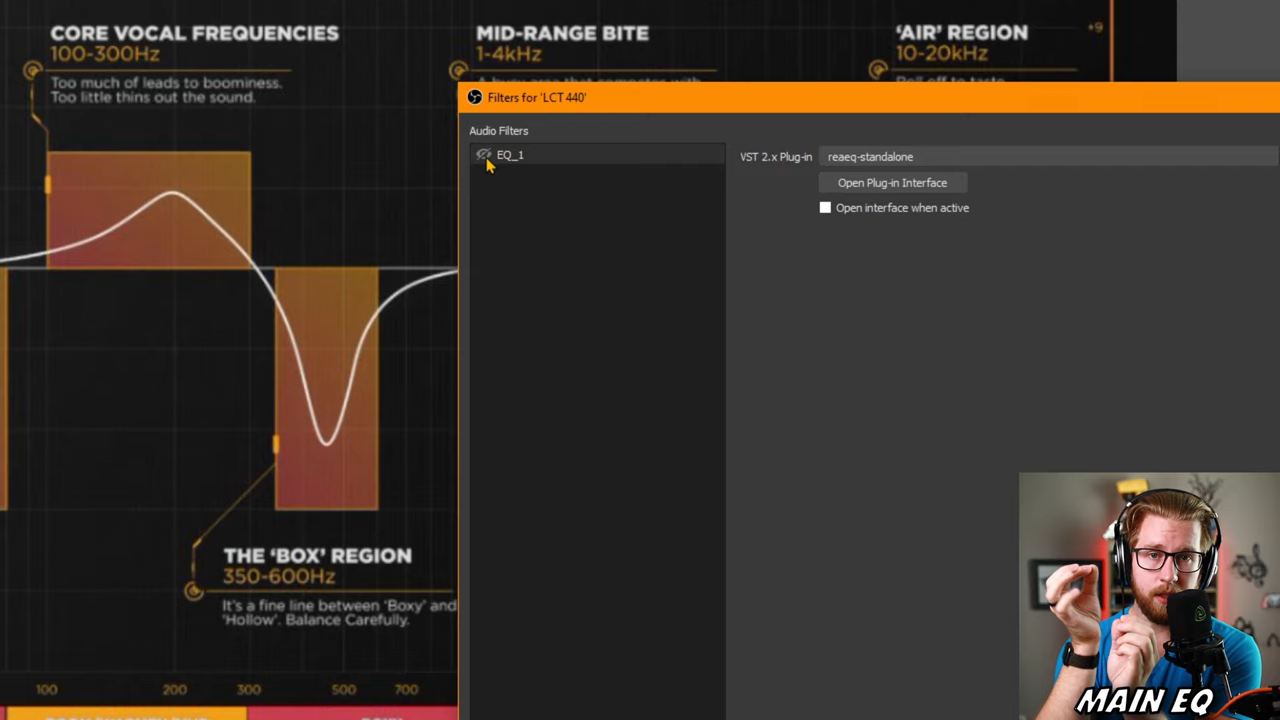 CORE VOCAL FREQUENCIES
100-300Hz
Too much of leads to boominess.
Too little thins out the sound.
MID-RANGE BITE
1-4kHz
'AIR' REGION
10-20kHz
+9
Filters for 'LCT 440'
Audio Filters
EQ_1
VST 2.x Plug-in
reaeq-standalone
Open Plug-in Interface
Open interface when active
THE 'BOX' REGION
350-600Hz
It's a fine line between 'Boxy' and
'Hollow'. Balance Carefully.
100 200 300 500 700
MAIN EQ